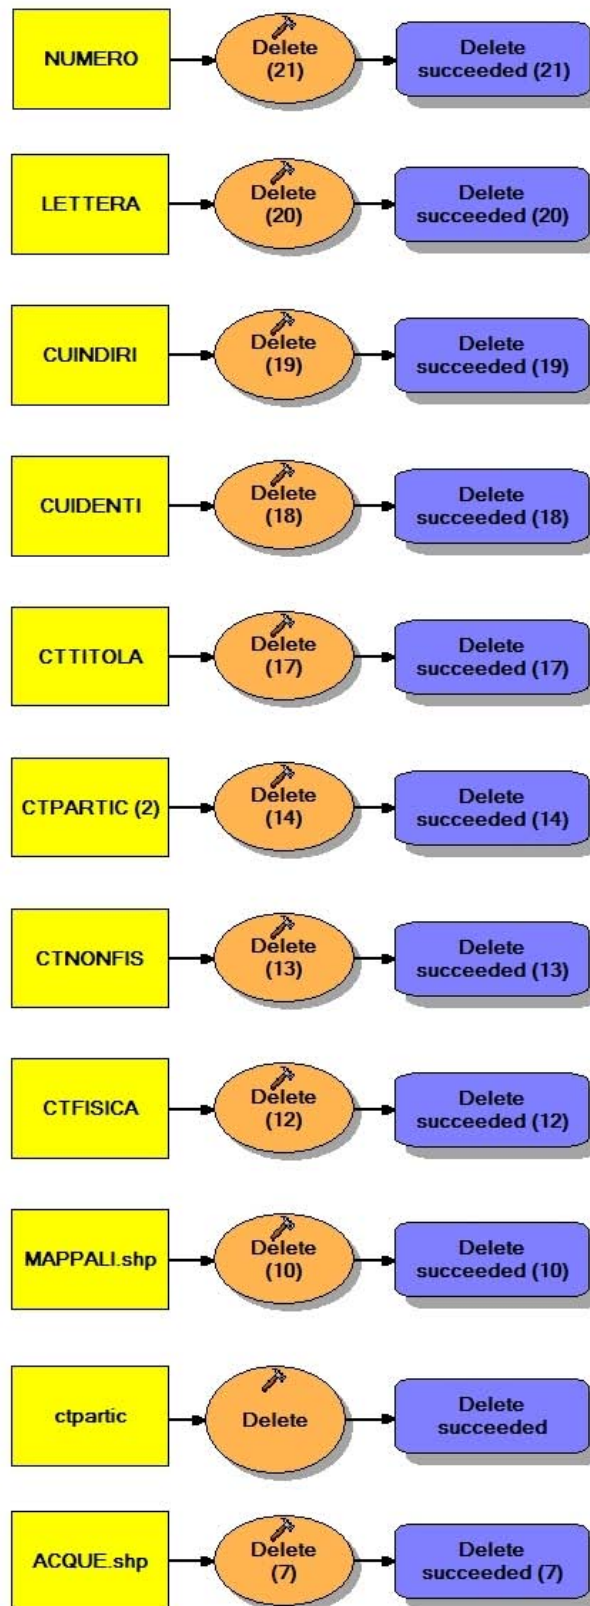 NUMERO
Delete
(21)
Delete
succeeded (21)
LETTERA
Delete
(20)
Delete
succeeded (20)
CUINDIRI
Delete
(19)
Delete
succeeded (19)
CUIDENTI
Delete
(18)
Delete
succeeded (18)
CTTITOLA
Delete
(17)
Delete
succeeded (17)
CTPARTIC (2)
Delete
(14)
Delete
succeeded (14)
CTNONFIS
Delete
(13)
Delete
succeeded (13)
CTFISICA
Delete
(12)
Delete
succeeded (12)
MAPPALI.shp
Delete
(10)
Delete
succeeded (10)
ctpartic
Delete
Delete
succeeded
ACQUE.shp
Delete
(7)
Delete
succeeded (7)